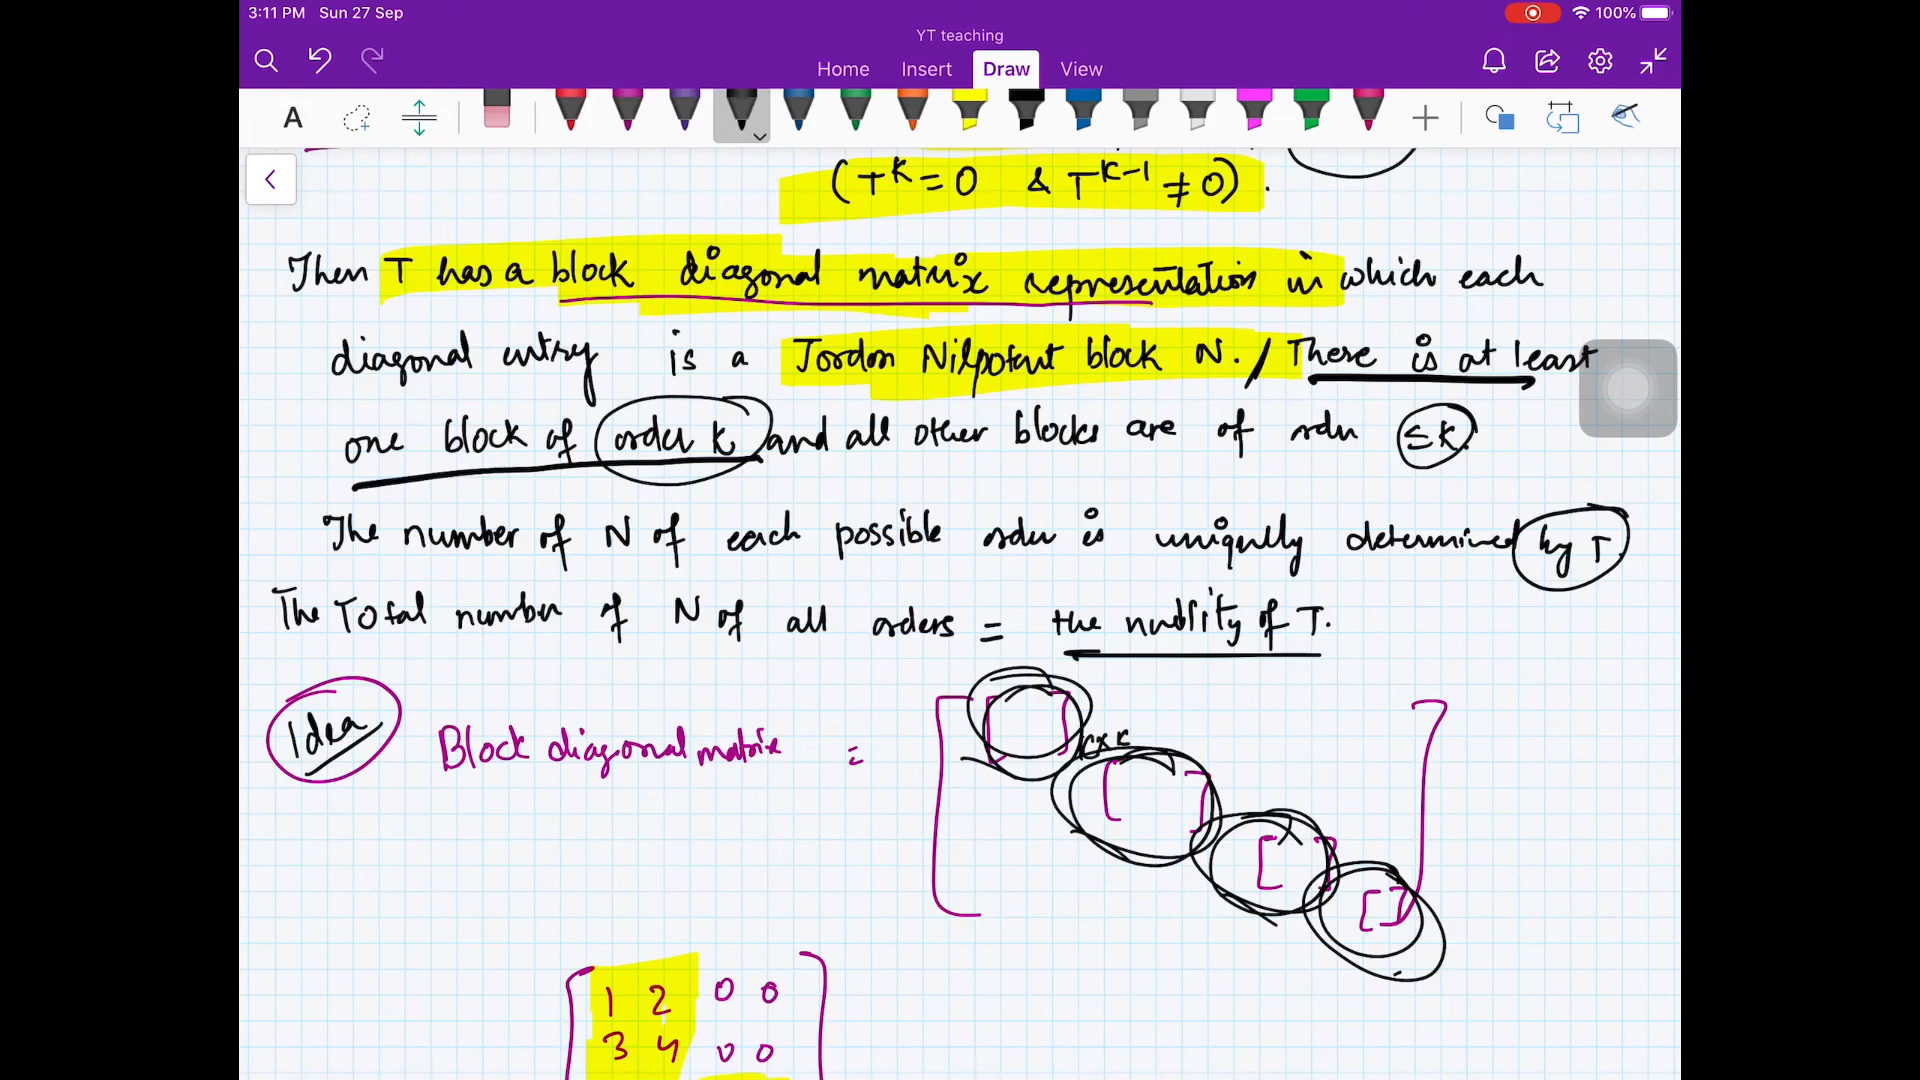 3:11 PM Sun 27 Sep
100%
YT teaching
Home Insert Draw View
A
(T^k = 0 & T^k-1 ≠ 0).
Then T has a block diagonal matrix representation in which each
diagonal entry is a Jordon Nilpotent block N. / There is at least
one block of order k and all other blocks are of order ≤ k.
The number of N of each possible order is uniquely determined by T.
The Total number of N of all orders = the nullity of T.
Idea
Block diagonal matrix =
[ ] k×k
[ ]
[ ]
[ ]
1 2 0 0
3 4 0 0